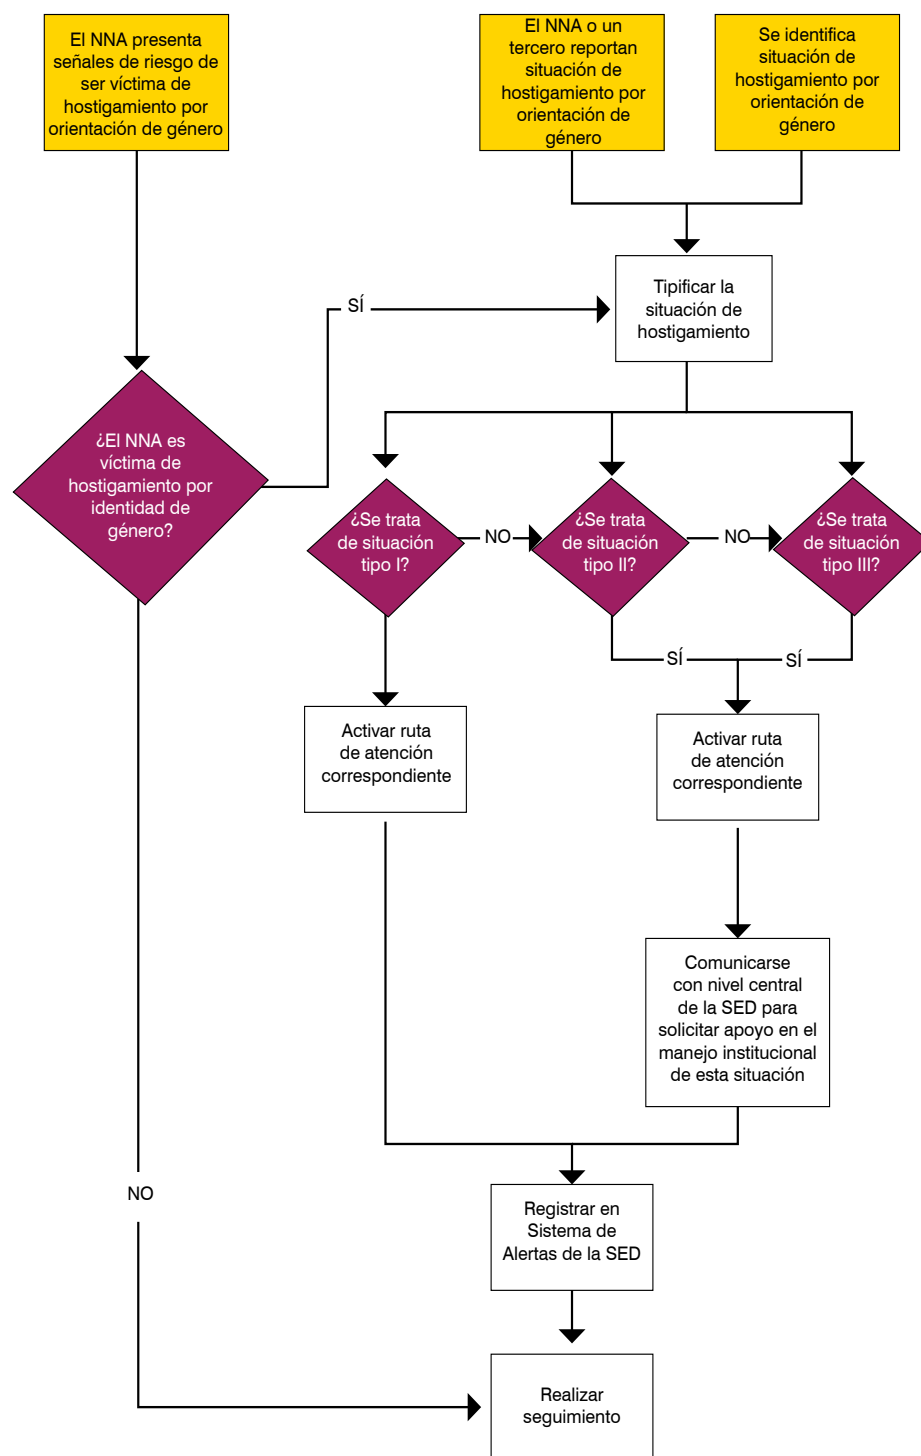 El NNA presenta
señales de riesgo de
ser víctima de
hostigamiento por
orientación de género
El NNA o un
tercero reportan
situación de
hostigamiento por
orientación de
género
Se identifica
situación de
hostigamiento por
orientación de
género
Tipificar la
situación de
hostigamiento
SÍ
¿El NNA es
víctima de
hostigamiento por
identidad de
género?
¿Se trata
de situación
tipo I?
NO
¿Se trata
de situación
tipo II?
NO
¿Se trata
de situación
tipo III?
SÍ
SÍ
Activar ruta
de atención
correspondiente
Activar ruta
de atención
correspondiente
Comunicarse
con nivel central
de la SED para
solicitar apoyo en el
manejo institucional
de esta situación
NO
Registrar en
Sistema de
Alertas de la SED
Realizar
seguimiento